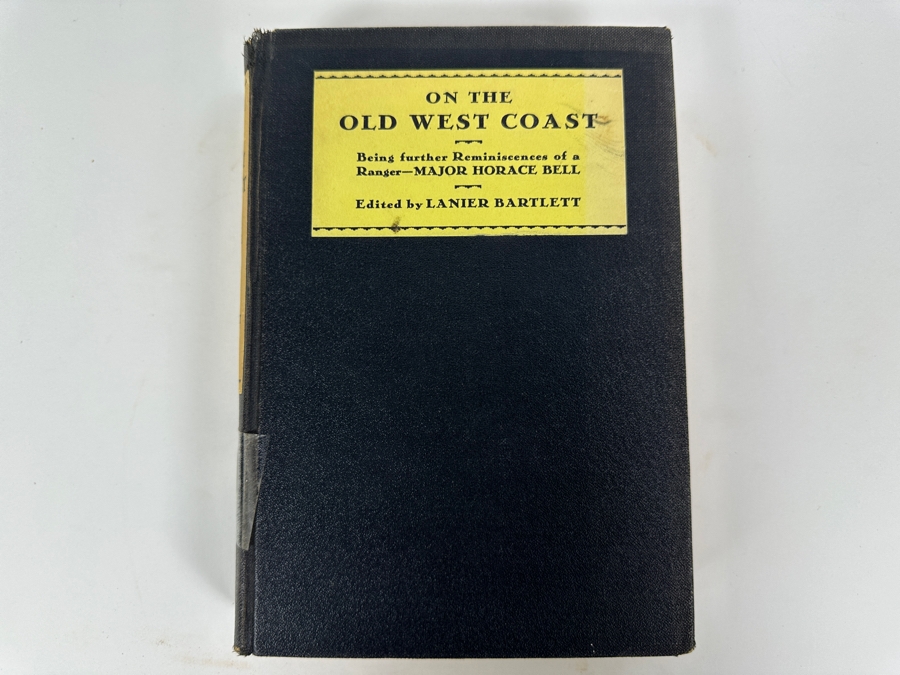 ON THE
OLD WEST COAST
Being further Reminiscences of a
Ranger—MAJOR HORACE BELL
Edited by LANIER BARTLETT